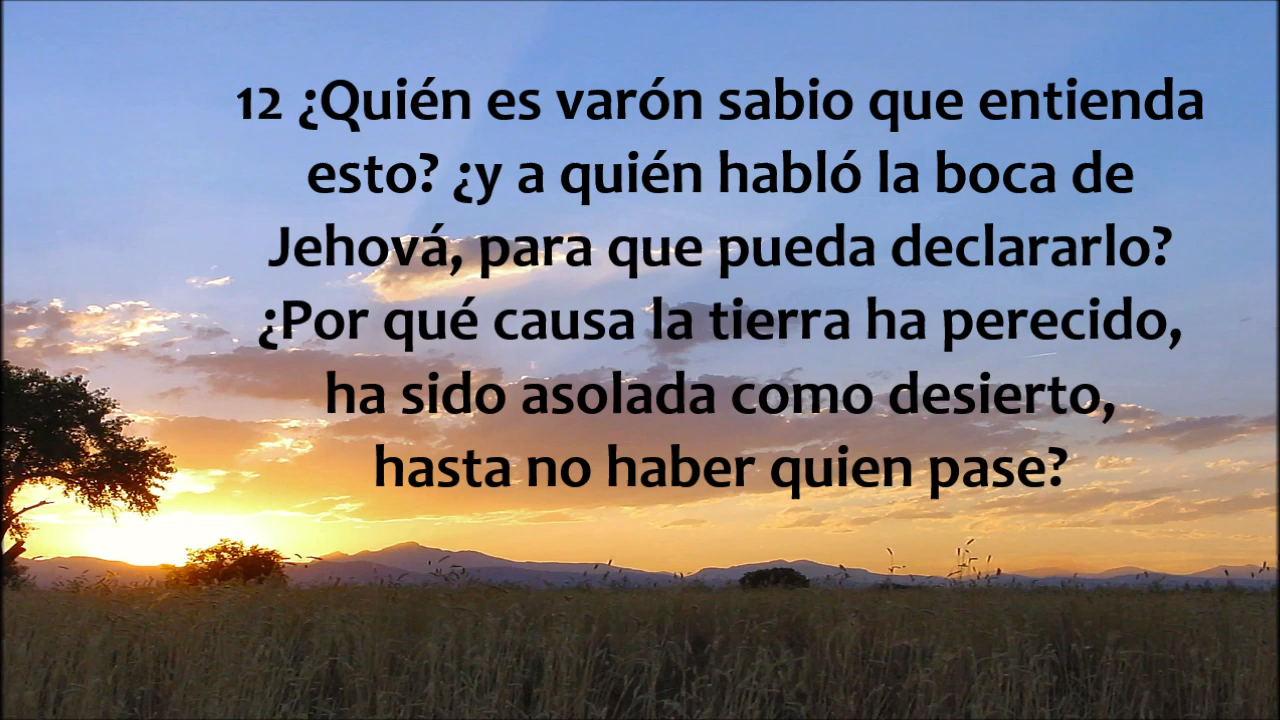 12 ¿Quién es varón sabio que entienda
esto? ¿y a quién habló la boca de
Jehová, para que pueda declararlo?
¿Por qué causa la tierra ha perecido,
ha sido asolada como desierto,
hasta no haber quien pase?